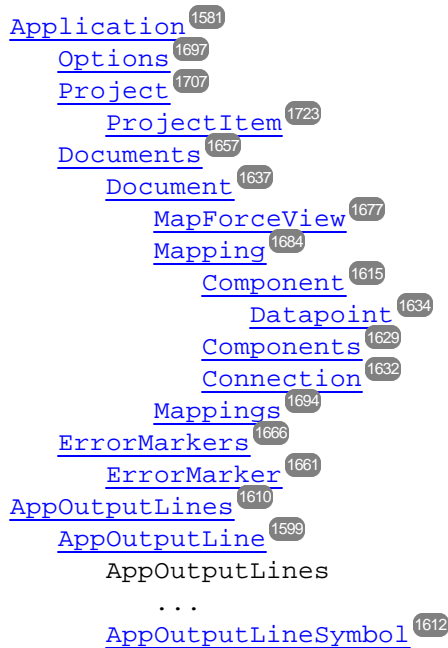 Application 1581
Options 1697
Project 1707
ProjectItem 1723
Documents 1657
Document 1637
MapForceView 1677
Mapping 1684
Component 1615
Datapoint 1634
Components 1629
Connection 1632
Mappings 1694
ErrorMarkers 1666
ErrorMarker 1661
AppOutputLines 1610
AppOutputLine 1599
AppOutputLines
...
AppOutputLineSymbol 1612